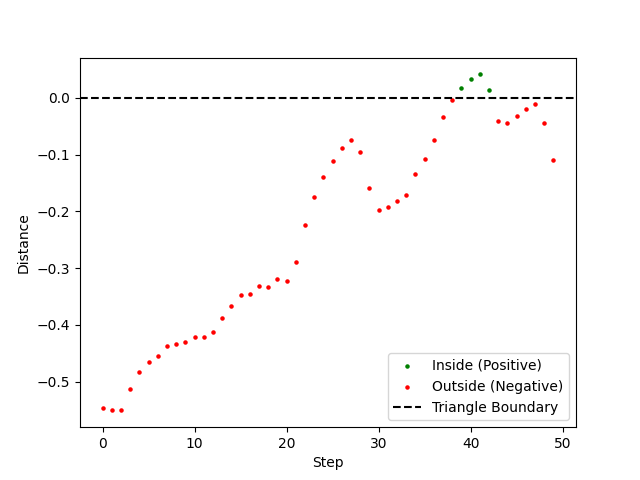 0.0
−0.1
−0.2
−0.3
−0.4
−0.5
Distance
0 10 20 30 40 50
Step
Inside (Positive)
Outside (Negative)
Triangle Boundary